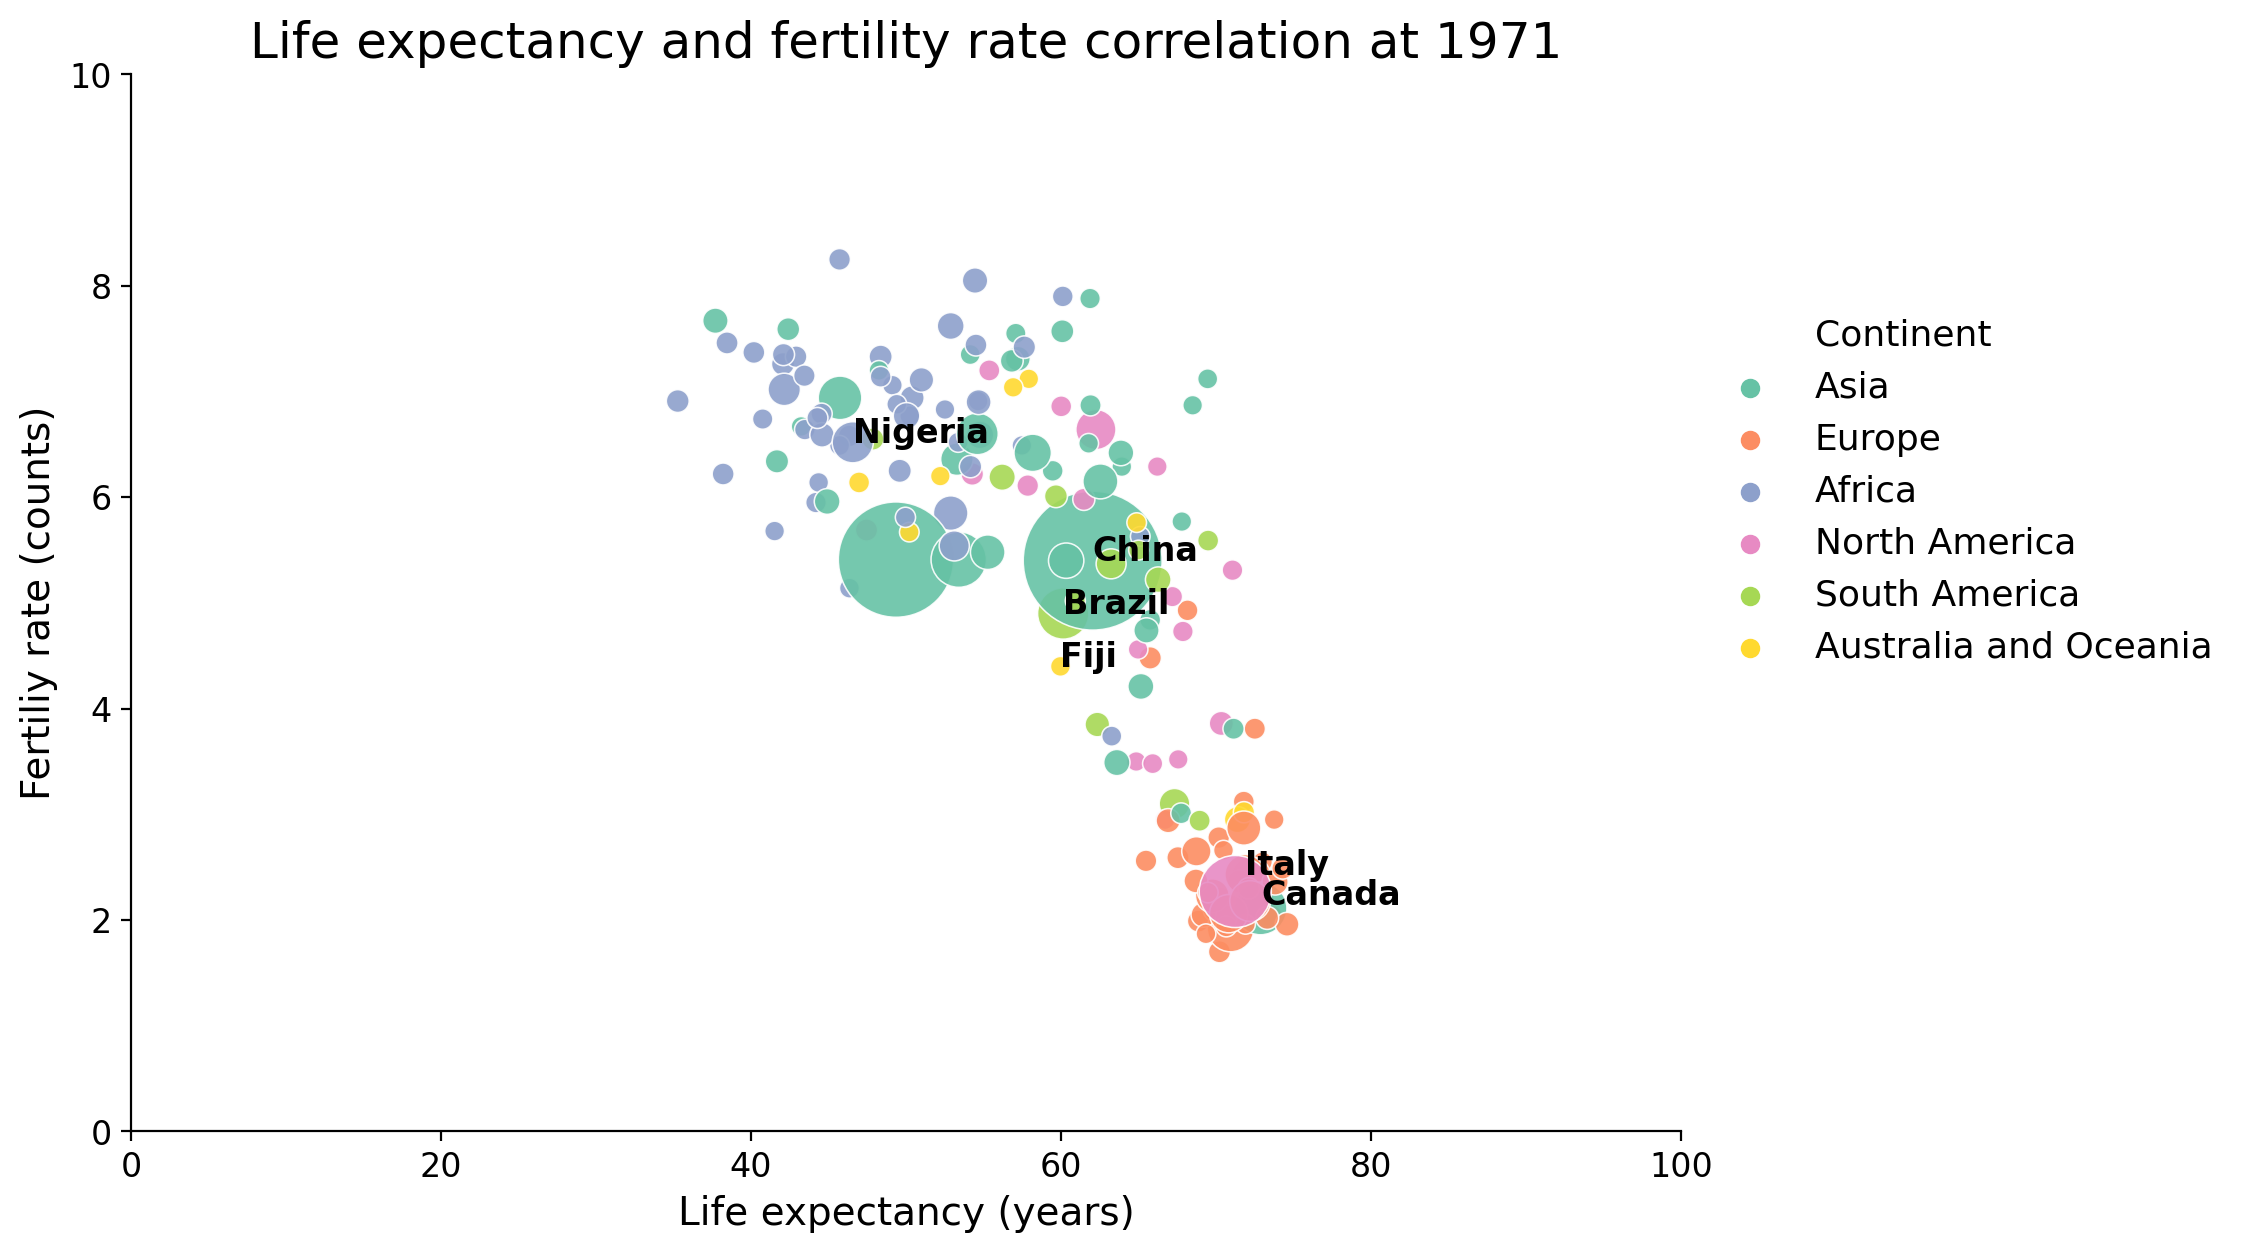 Life expectancy and fertility rate correlation at 1971
Fertiliy rate (counts)
10
8
6
4
2
0
0
20
40
60
80
100
Life expectancy (years)
Nigeria
China
Brazil
Fiji
Italy
Canada
Continent
Asia
Europe
Africa
North America
South America
Australia and Oceania